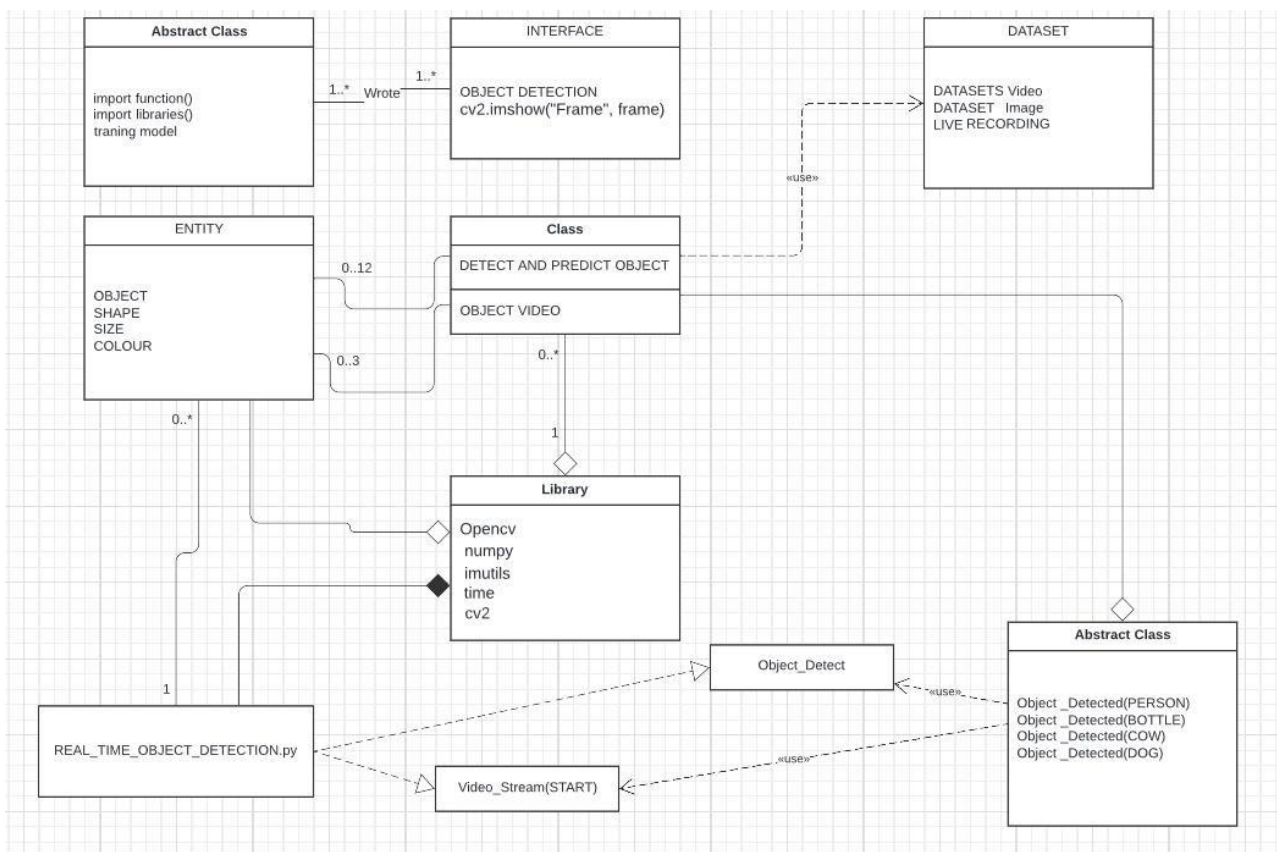 Abstract Class
import function()
import libraries()
traning model
1..*
Wrote
1..*
INTERFACE
OBJECT DETECTION
cv2.imshow("Frame", frame)
DATASET
DATASETS Video
DATASET Image
LIVE RECORDING
«use»
ENTITY
OBJECT
SHAPE
SIZE
COLOUR
0..12
0..3
Class
DETECT AND PREDICT OBJECT
OBJECT VIDEO
0..*
1
0..*
1
Library
Opencv
numpy
imutils
time
cv2
REAL_TIME_OBJECT_DETECTION.py
Object_Detect
Video_Stream(START)
«use»
«use»
Abstract Class
Object _Detected(PERSON)
Object _Detected(BOTTLE)
Object _Detected(COW)
Object _Detected(DOG)